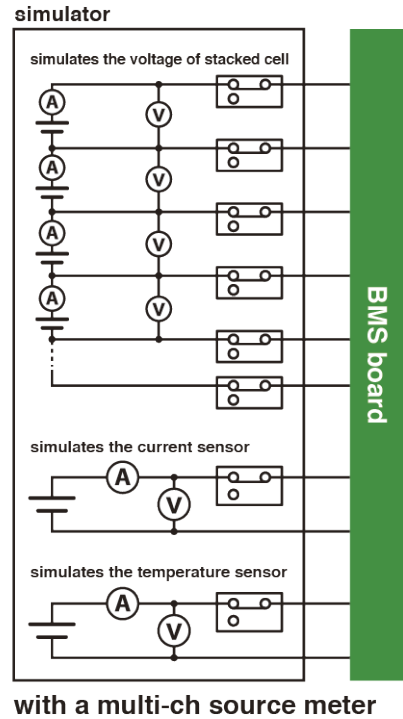 simulator
simulates the voltage of stacked cell
A
V
A
V
A
V
A
V
BMS board
simulates the current sensor
A
V
simulates the temperature sensor
A
V
with a multi-ch source meter